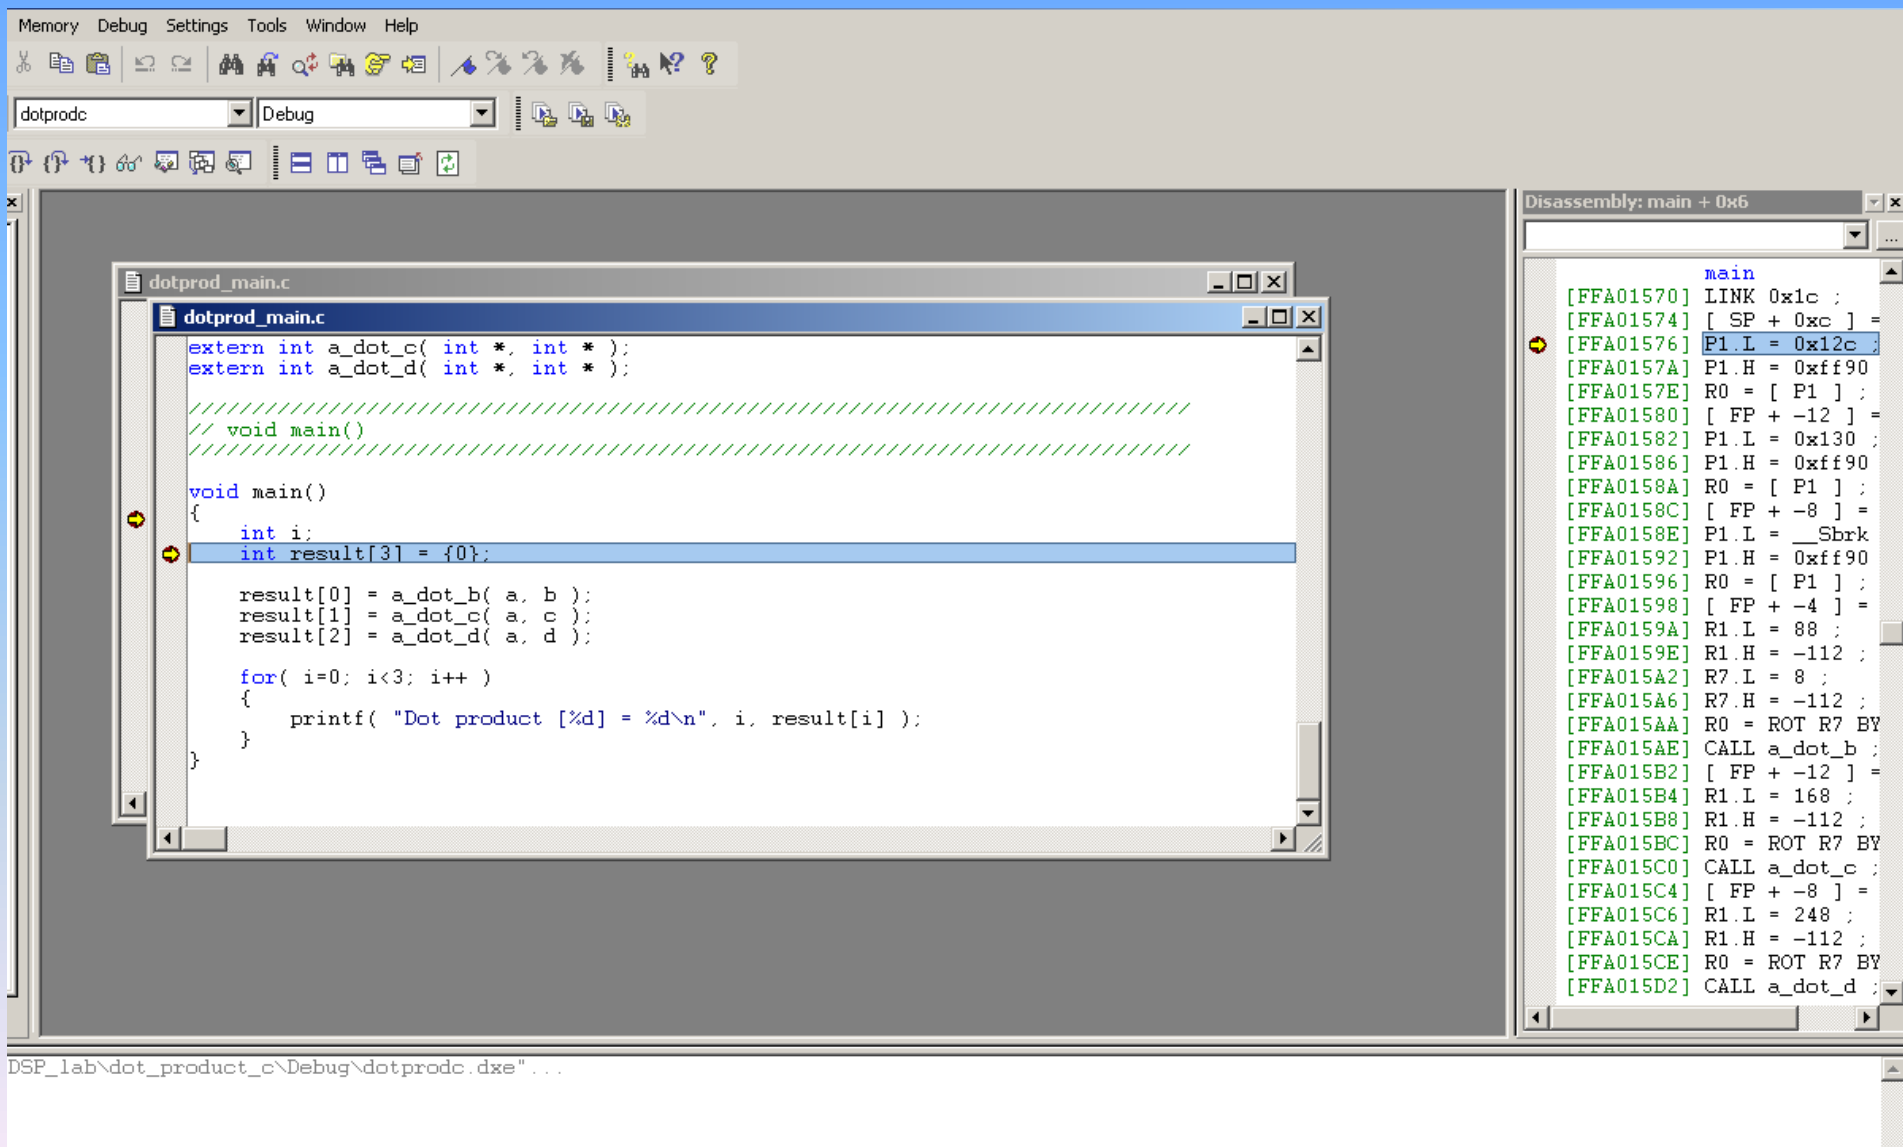 Memory Debug Settings Tools Window Help
dotprodc Debug
Disassembly: main + 0x6
...
dotprod_main.c
dotprod_main.c
extern int a_dot_c( int *, int * );
extern int a_dot_d( int *, int * );
///////////////////////////////////////////////////////////////////////////////
// void main()
///////////////////////////////////////////////////////////////////////////////
void main()
{
int i;
int result[3] = {0};
result[0] = a_dot_b( a, b );
result[1] = a_dot_c( a, c );
result[2] = a_dot_d( a, d );
for( i=0; i<3; i++ )
{
printf( "Dot product [%d] = %d\n", i, result[i] );
}
}
main
[FFA01570] LINK 0x1c ;
[FFA01574] [ SP + 0xc ] =
[FFA01576] P1.L = 0x12c ;
[FFA0157A] P1.H = 0xff90
[FFA0157E] R0 = [ P1 ] ;
[FFA01580] [ FP + -12 ] =
[FFA01582] P1.L = 0x130 ;
[FFA01586] P1.H = 0xff90
[FFA0158A] R0 = [ P1 ] ;
[FFA0158C] [ FP + -8 ] =
[FFA0158E] P1.L = __Sbrk
[FFA01592] P1.H = 0xff90
[FFA01596] R0 = [ P1 ] ;
[FFA01598] [ FP + -4 ] =
[FFA0159A] R1.L = 88 ;
[FFA0159E] R1.H = -112 ;
[FFA015A2] R7.L = 8 ;
[FFA015A6] R7.H = -112 ;
[FFA015AA] R0 = ROT R7 BY
[FFA015AE] CALL a_dot_b ;
[FFA015B2] [ FP + -12 ] =
[FFA015B4] R1.L = 168 ;
[FFA015B8] R1.H = -112 ;
[FFA015BC] R0 = ROT R7 BY
[FFA015C0] CALL a_dot_c ;
[FFA015C4] [ FP + -8 ] =
[FFA015C6] R1.L = 248 ;
[FFA015CA] R1.H = -112 ;
[FFA015CE] R0 = ROT R7 BY
[FFA015D2] CALL a_dot_d ;
DSP_lab\dot_product_c\Debug\dotprodc.dxe"...